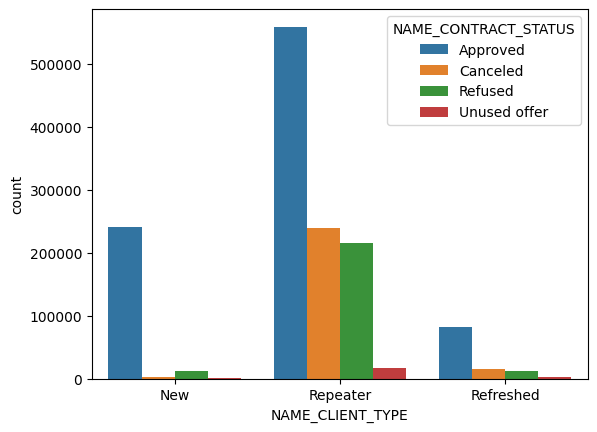 NAME_CONTRACT_STATUS
Approved
Canceled
Refused
Unused offer
500000
400000
300000
200000
100000
0
count
New Repeater Refreshed
NAME_CLIENT_TYPE